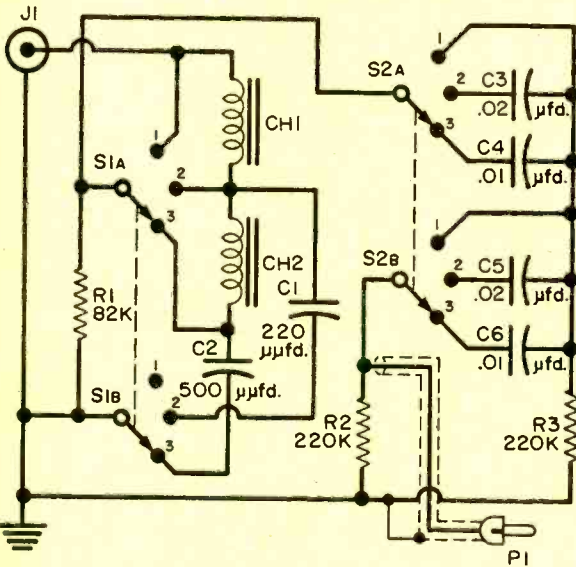 J1
CH1
S1A
1
2
3
CH2
C1
220
µµfd.
C2
500 µµfd.
R1
82K
S1B
1
2
3
S2A
1
2
3
C3
.02 µfd.
C4
.01 µfd.
S2B
1
2
3
C5
.02 µfd.
C6
.01 µfd.
R2
220K
R3
220K
P1